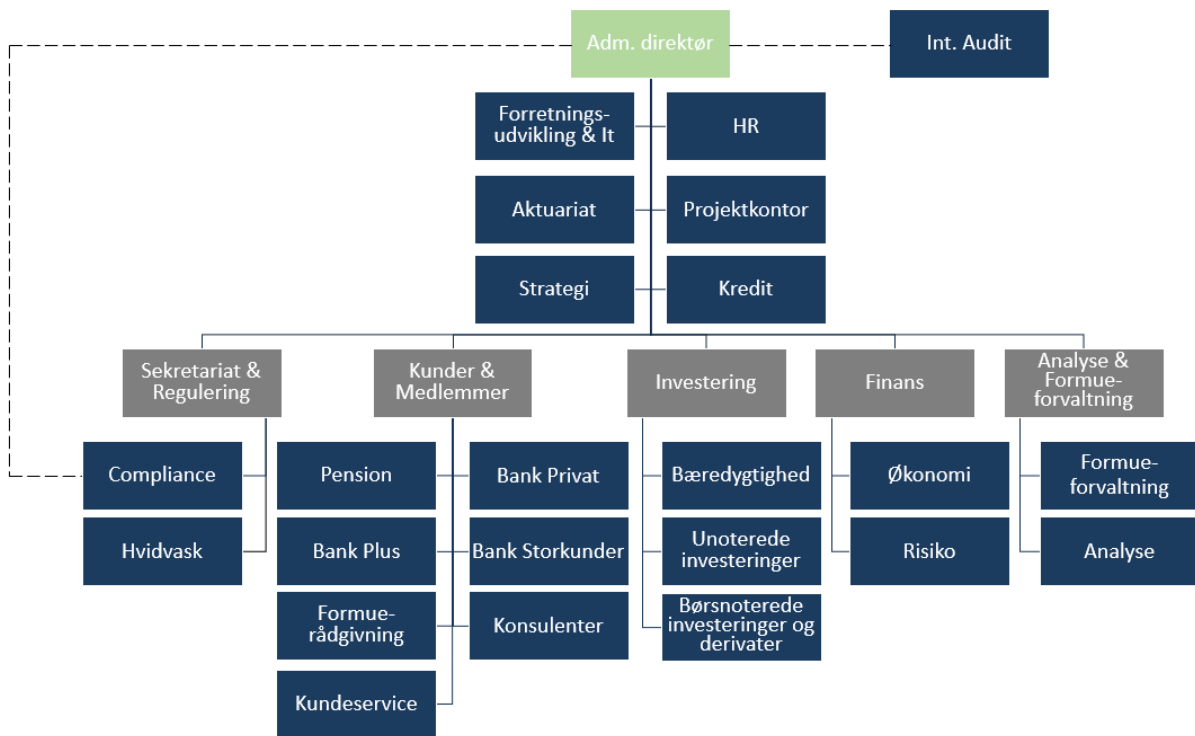 Adm. direktør
Int. Audit
Forretnings-
udvikling & It
HR
Aktuariat
Projektkontor
Strategi
Kredit
Sekretariat &
Regulering
Kunder &
Medlemmer
Investering
Finans
Analyse &
Formue-
forvaltning
Compliance
Hvidvask
Pension
Bank Privat
Bank Plus
Bank Storkunder
Formue-
rådgivning
Konsulenter
Kundeservice
Bæredygtighed
Unoterede
investeringer
Børsnoterede
investeringer og
derivater
Økonomi
Risiko
Formue-
forvaltning
Analyse